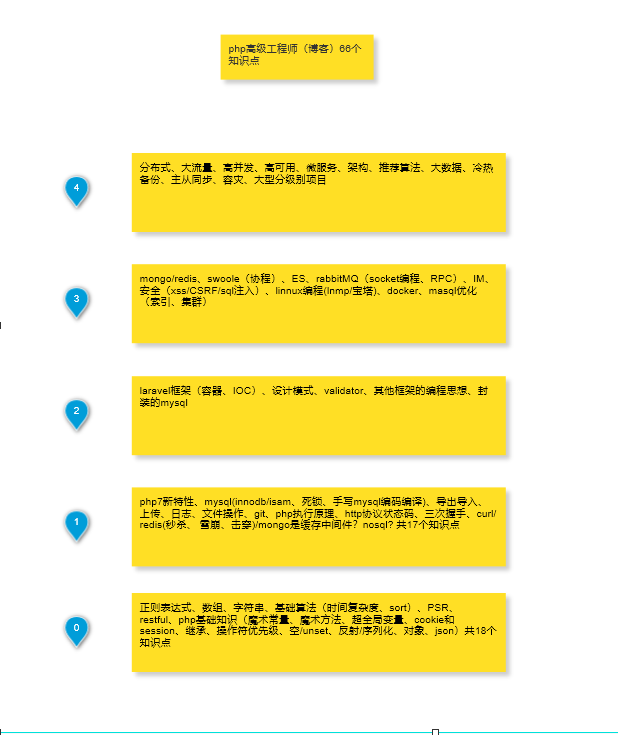 php高级工程师（博客）66个
知识点
4
分布式、大流量、高并发、高可用、微服务、架构、推荐算法、大数据、冷热
备份、主从同步、容灾、大型分级别项目
3
mongo/redis、swoole（协程）、ES、rabbitMQ（socket编程、RPC）、IM、
安全（xss/CSRF/sql注入）、linnux编程(lnmp/宝塔)、docker、masql优化
（索引、集群）
2
laravel框架（容器、IOC）、设计模式、validator、其他框架的编程思想、封
装的mysql
1
php7新特性、mysql(innodb/isam、死锁、手写mysql编码编译)、导出导入、
上传、日志、文件操作、git、php执行原理、http协议状态码、三次握手、curl/
redis(秒杀、 雪崩、击穿)/mongo是缓存中间件？nosql? 共17个知识点
0
正则表达式、数组、字符串、基础算法（时间复杂度、sort）、PSR、
restful、php基础知识（魔术常量、魔术方法、超全局变量、cookie和
session、继承、操作符优先级、空/unset、反射/序列化、对象、json）共18个
知识点